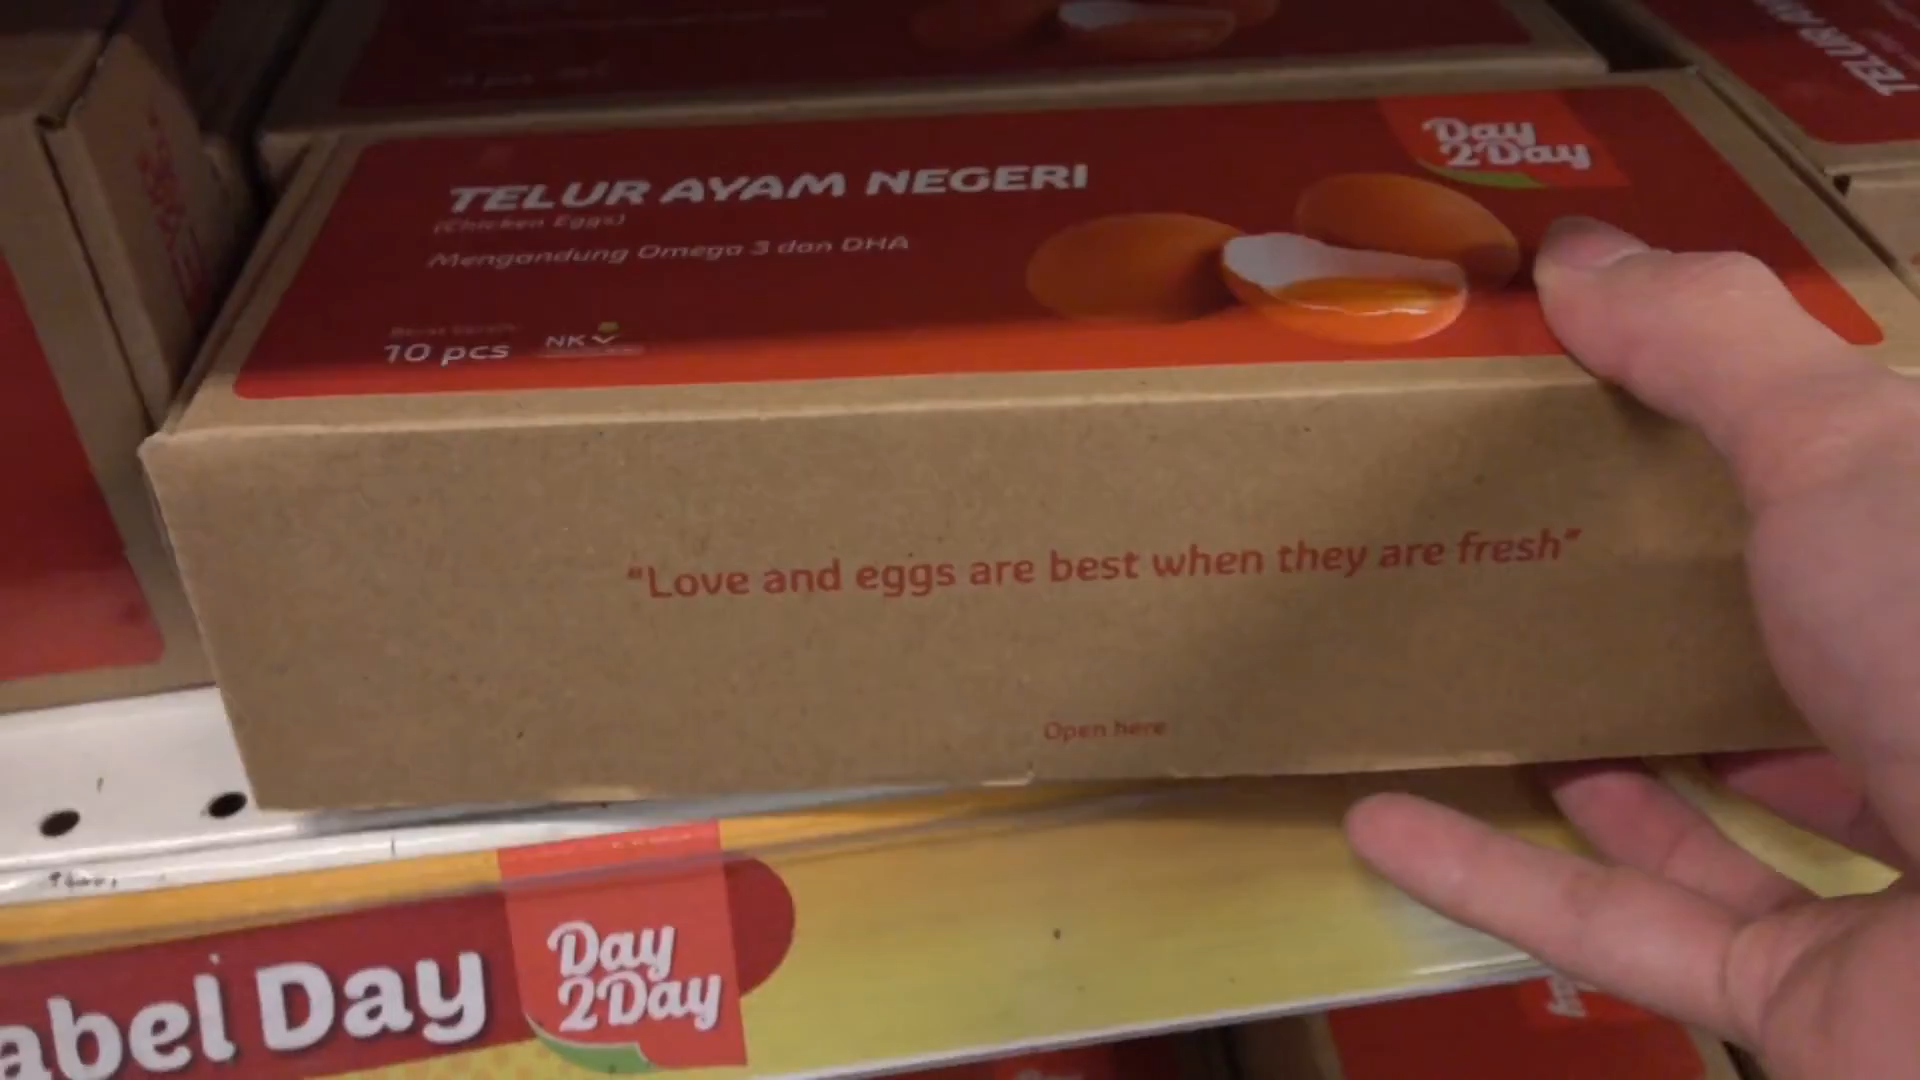 Day
2Day
TELUR AYAM NEGERI
(Chicken Eggs)
Mengandung Omega 3 dan DHA
10 pcs
NKV
"Love and eggs are best when they are fresh"
Open here
abel Day
Day
2Day
TELUR